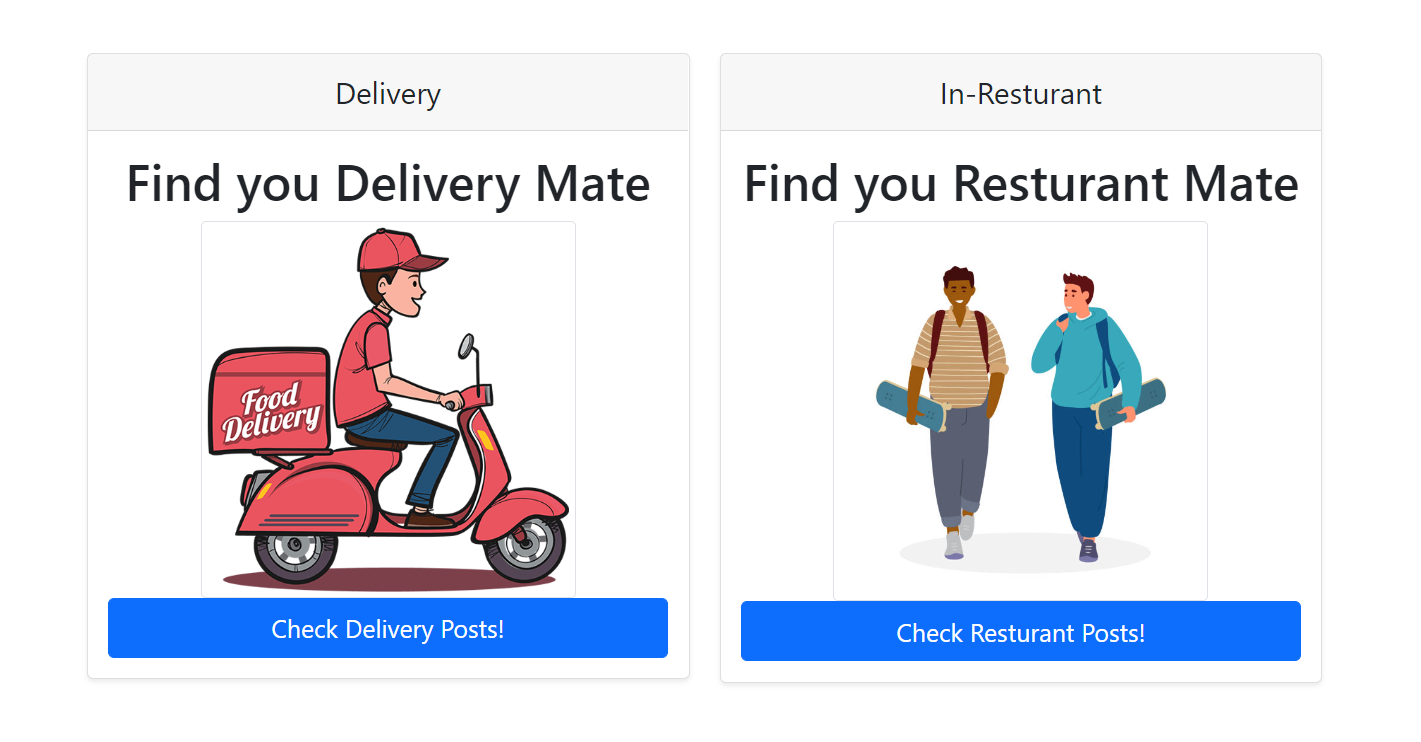 Delivery
Find you Delivery Mate
Food
Delivery
Check Delivery Posts!
In-Resturant
Find you Resturant Mate
Check Resturant Posts!